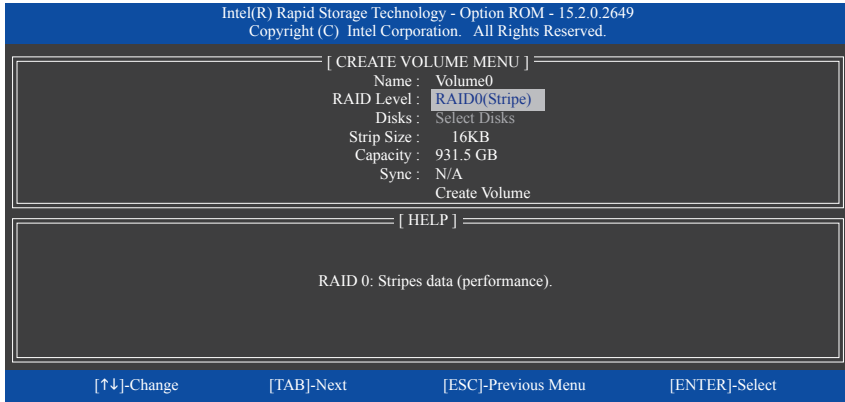 Intel(R) Rapid Storage Technology - Option ROM - 15.2.0.2649
Copyright (C) Intel Corporation. All Rights Reserved.
[ CREATE VOLUME MENU ]
Name : Volume0
RAID Level : RAID0(Stripe)
Disks : Select Disks
Strip Size : 16KB
Capacity : 931.5 GB
Sync : N/A
Create Volume
[ HELP ]
RAID 0: Stripes data (performance).
[↑↓]-Change [TAB]-Next [ESC]-Previous Menu [ENTER]-Select